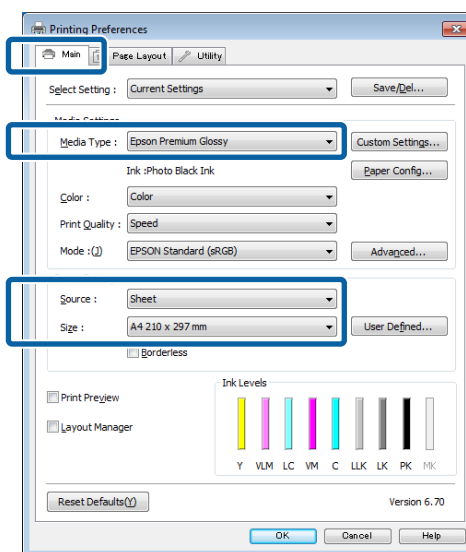 Printing Preferences
Main Page Layout Utility
Select Setting : Current Settings Save/Del...
Media Type : Epson Premium Glossy Custom Settings...
Ink :Photo Black Ink Paper Config...
Color : Color
Print Quality : Speed
Mode :(J) EPSON Standard (sRGB) Advanced...
Source : Sheet
Size : A4 210 x 297 mm User Defined...
Borderless
Ink Levels
Print Preview
Layout Manager
Y VLM LC VM C LLK LK PK MK
Reset Defaults(Y) Version 6.70
OK Cancel Help